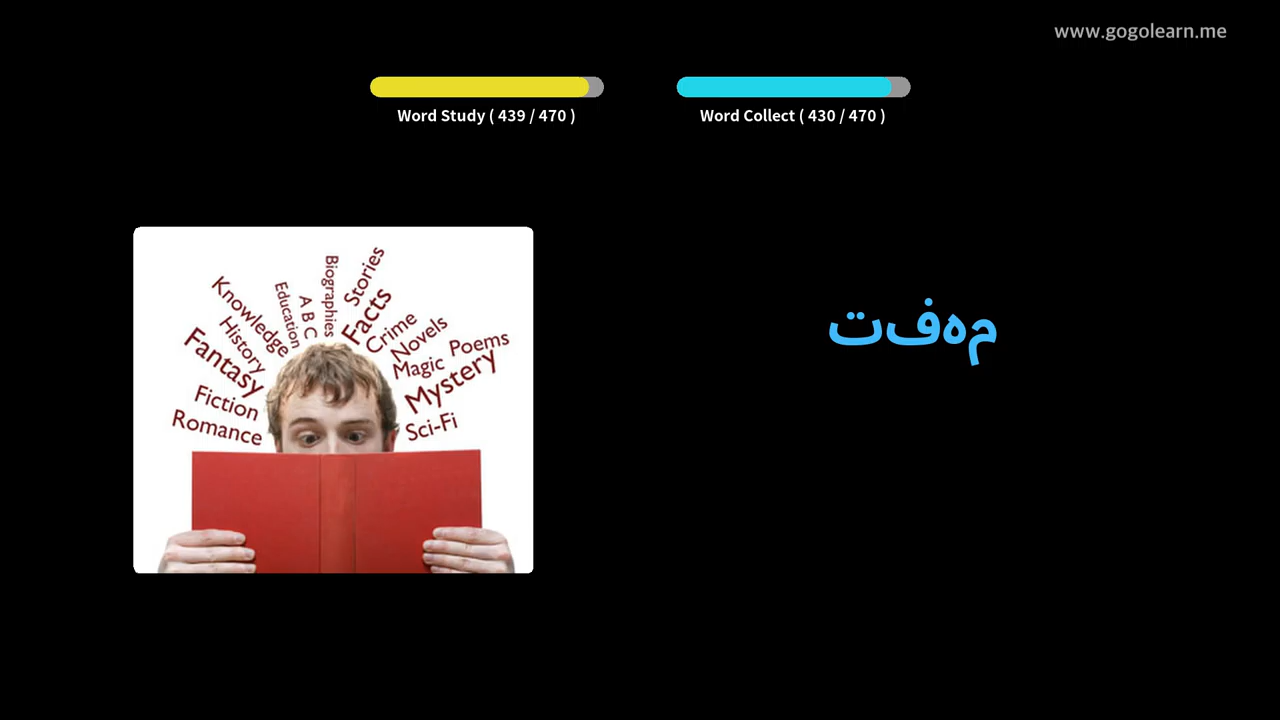 www.gogolearn.me
Word Study ( 439 / 470 )
Word Collect ( 430 / 470 )
Knowledge
History
Fantasy
Fiction
Romance
Education
A B C
Biographies
Stories
Facts
Crime
Novels
Magic
Poems
Mystery
Sci-Fi
مهفت